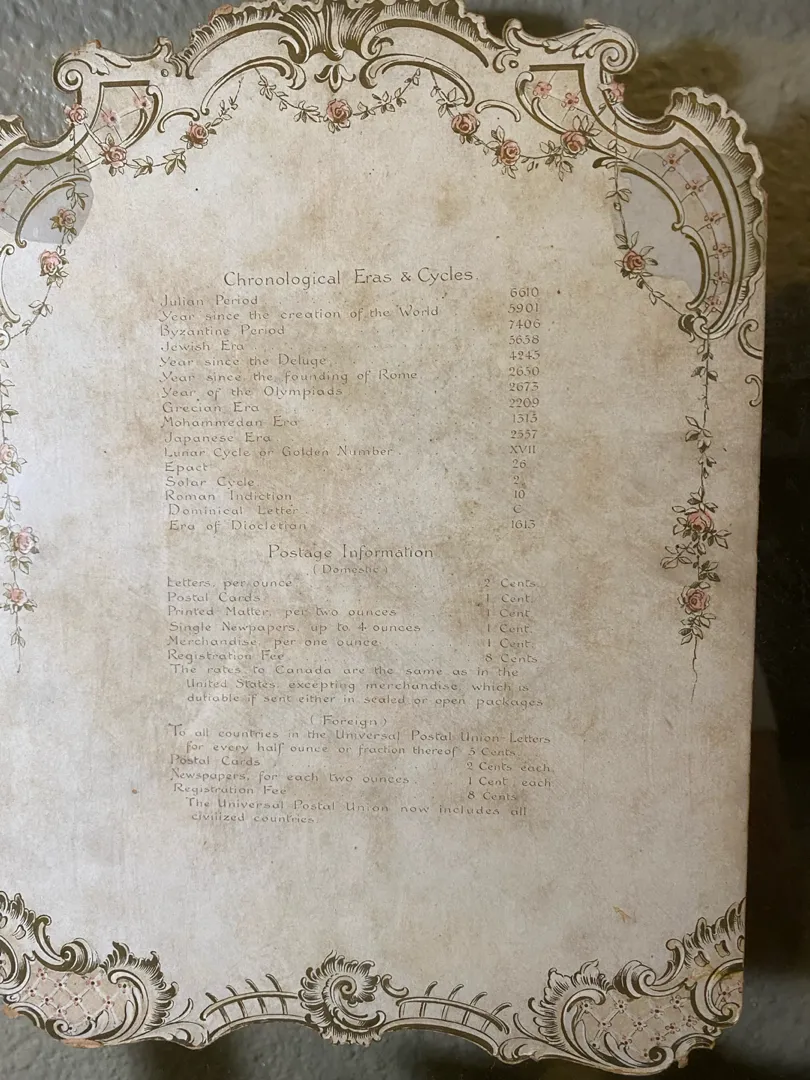 Chronological Eras & Cycles.
Julian Period 6610
Year since the creation of the World 5901
Byzantine Period 7406
Jewish Era 5658
Year since the Deluge, 4245
Year since the founding of Rome 2650
Year of the Olympiads 2673
Grecian Era 2209
Mohammedan Era 1315
Japanese Era 2557
Lunar Cycle or Golden Number XVII
Epact 26
Solar Cycle 2
Roman Indiction 10
Dominical Letter C
Era of Diocletian 1613
Postage Information
(Domestic)
Letters, per ounce 2 Cents.
Postal Cards 1 Cent.
Printed Matter, per two ounces 1 Cent.
Single Newpapers, up to 4 ounces 1 Cent.
Merchandise, per one ounce 1 Cent.
Registration Fee 8 Cents
The rates to Canada are the same as in the
United States, excepting merchandise, which is
dutiable if sent either in sealed or open packages
(Foreign)
To all countries in the Universal Postal Union-Letters
for every half ounce or fraction thereof 5 Cents
Postal Cards 2 Cents each,
Newspapers, for each two ounces 1 Cent, each
Registration Fee 8 Cents
The Universal Postal Union now includes all
civilized countries